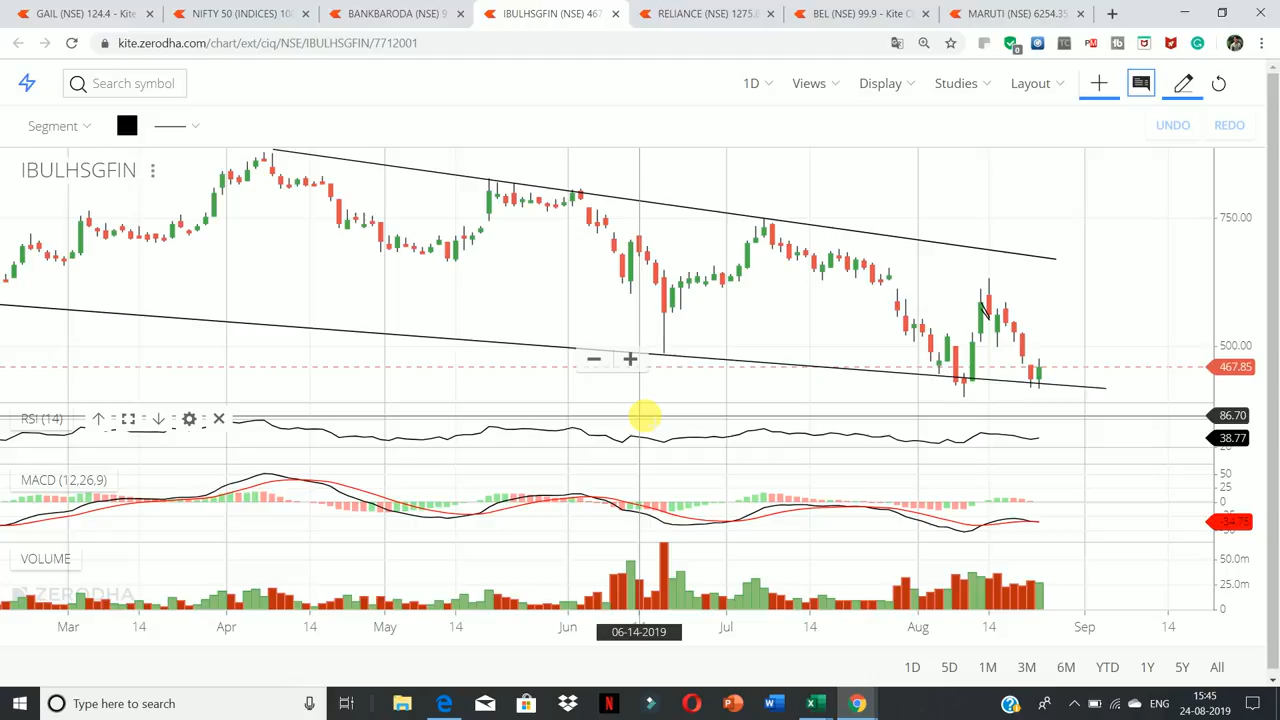 GAIL (NSE) 124.4 - Kite
NIFTY 50 (INDICES) 108
BANKBARODA (NSE) 9
IBULHSGFIN (NSE) 467
RELIANCE (NSE) 1275.
BEL (NSE) 99.9 - Kite C
MARUTI (NSE) 6254.35
kite.zerodha.com/chart/ext/ciq/NSE/IBULHSGFIN/7712001
Search symbol
1D
Views
Display
Studies
Layout
Segment
UNDO
REDO
IBULHSGFIN
750.00
500.00
467.85
RSI (14)
86.70
38.77
MACD (12,26,9)
50
25
0
-34.75
VOLUME
50.0m
25.0m
0
ZERODHA
Mar
14
Apr
14
May
14
Jun
06-14-2019
Jul
14
Aug
14
Sep
14
1D
5D
1M
3M
6M
YTD
1Y
5Y
All
Type here to search
ENG
15:45
24-08-2019